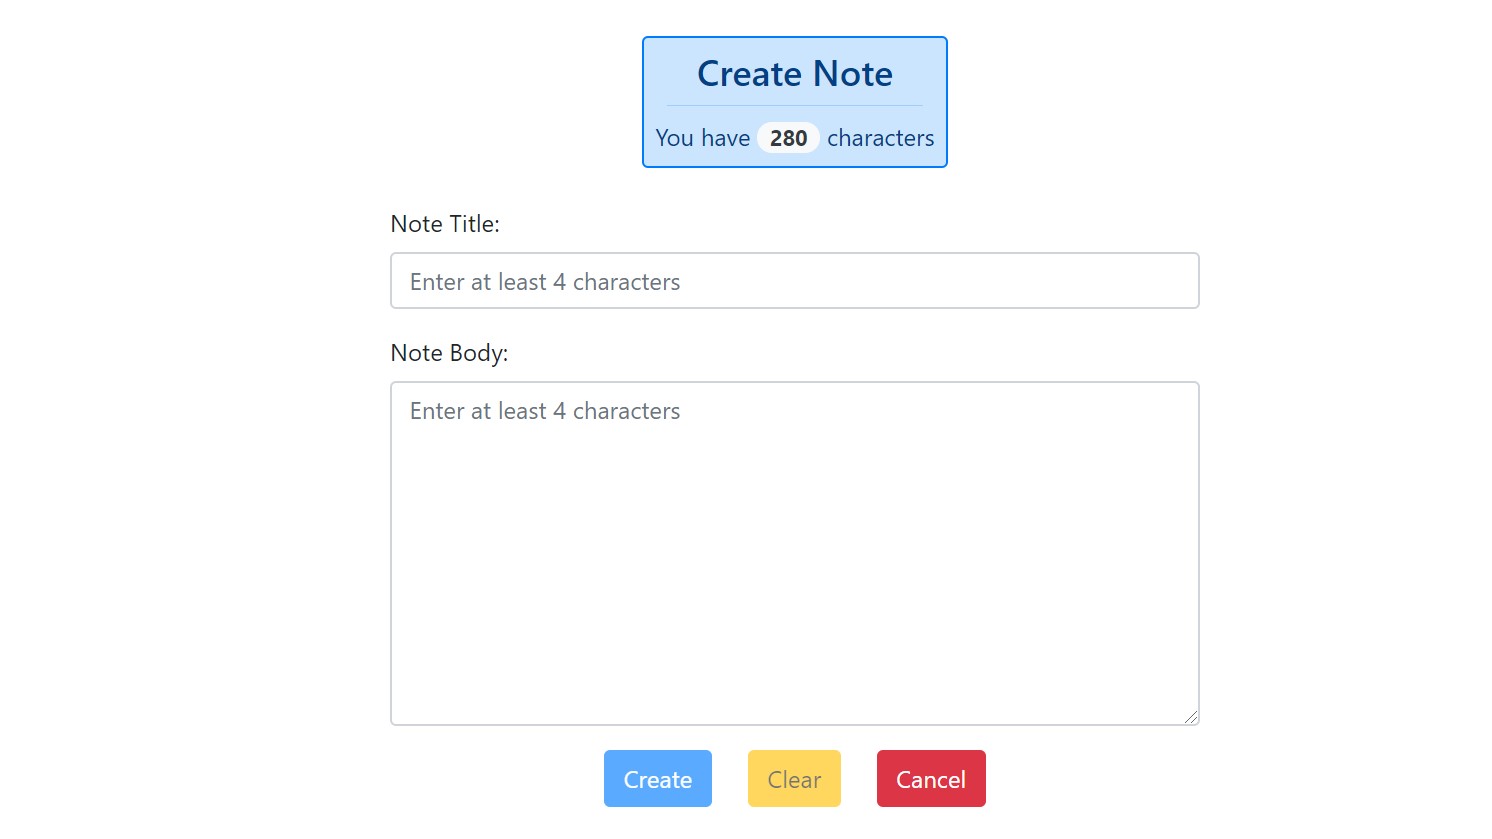 Create Note
You have 280 characters
Note Title:
Enter at least 4 characters
Note Body:
Enter at least 4 characters
Create Clear Cancel